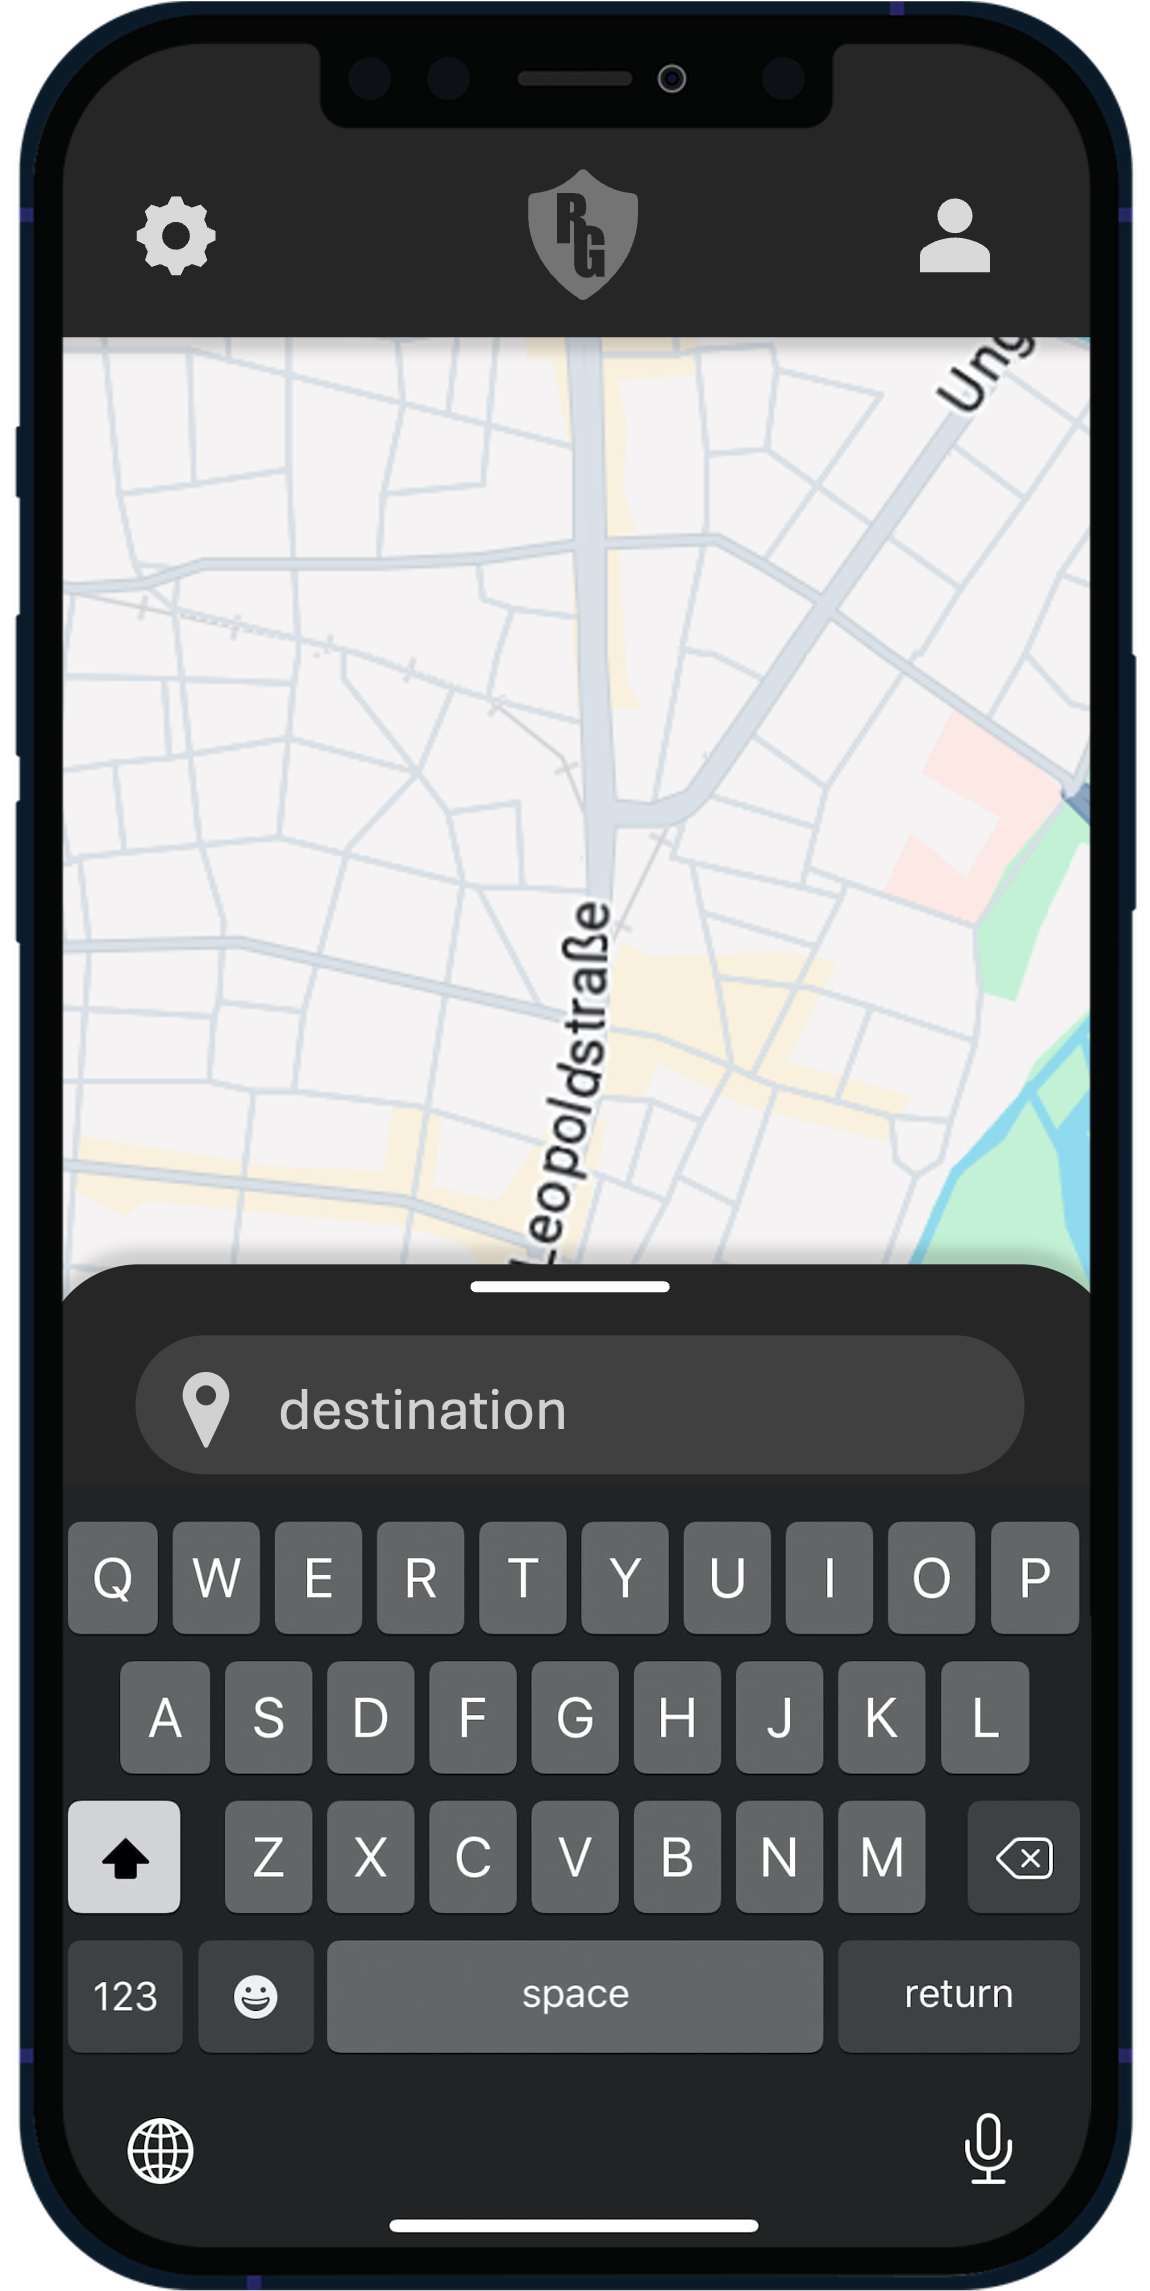 RG
Ung
Leopoldstraße
destination
Q W E R T Y U I O P
A S D F G H J K L
Z X C V B N M
123 space return